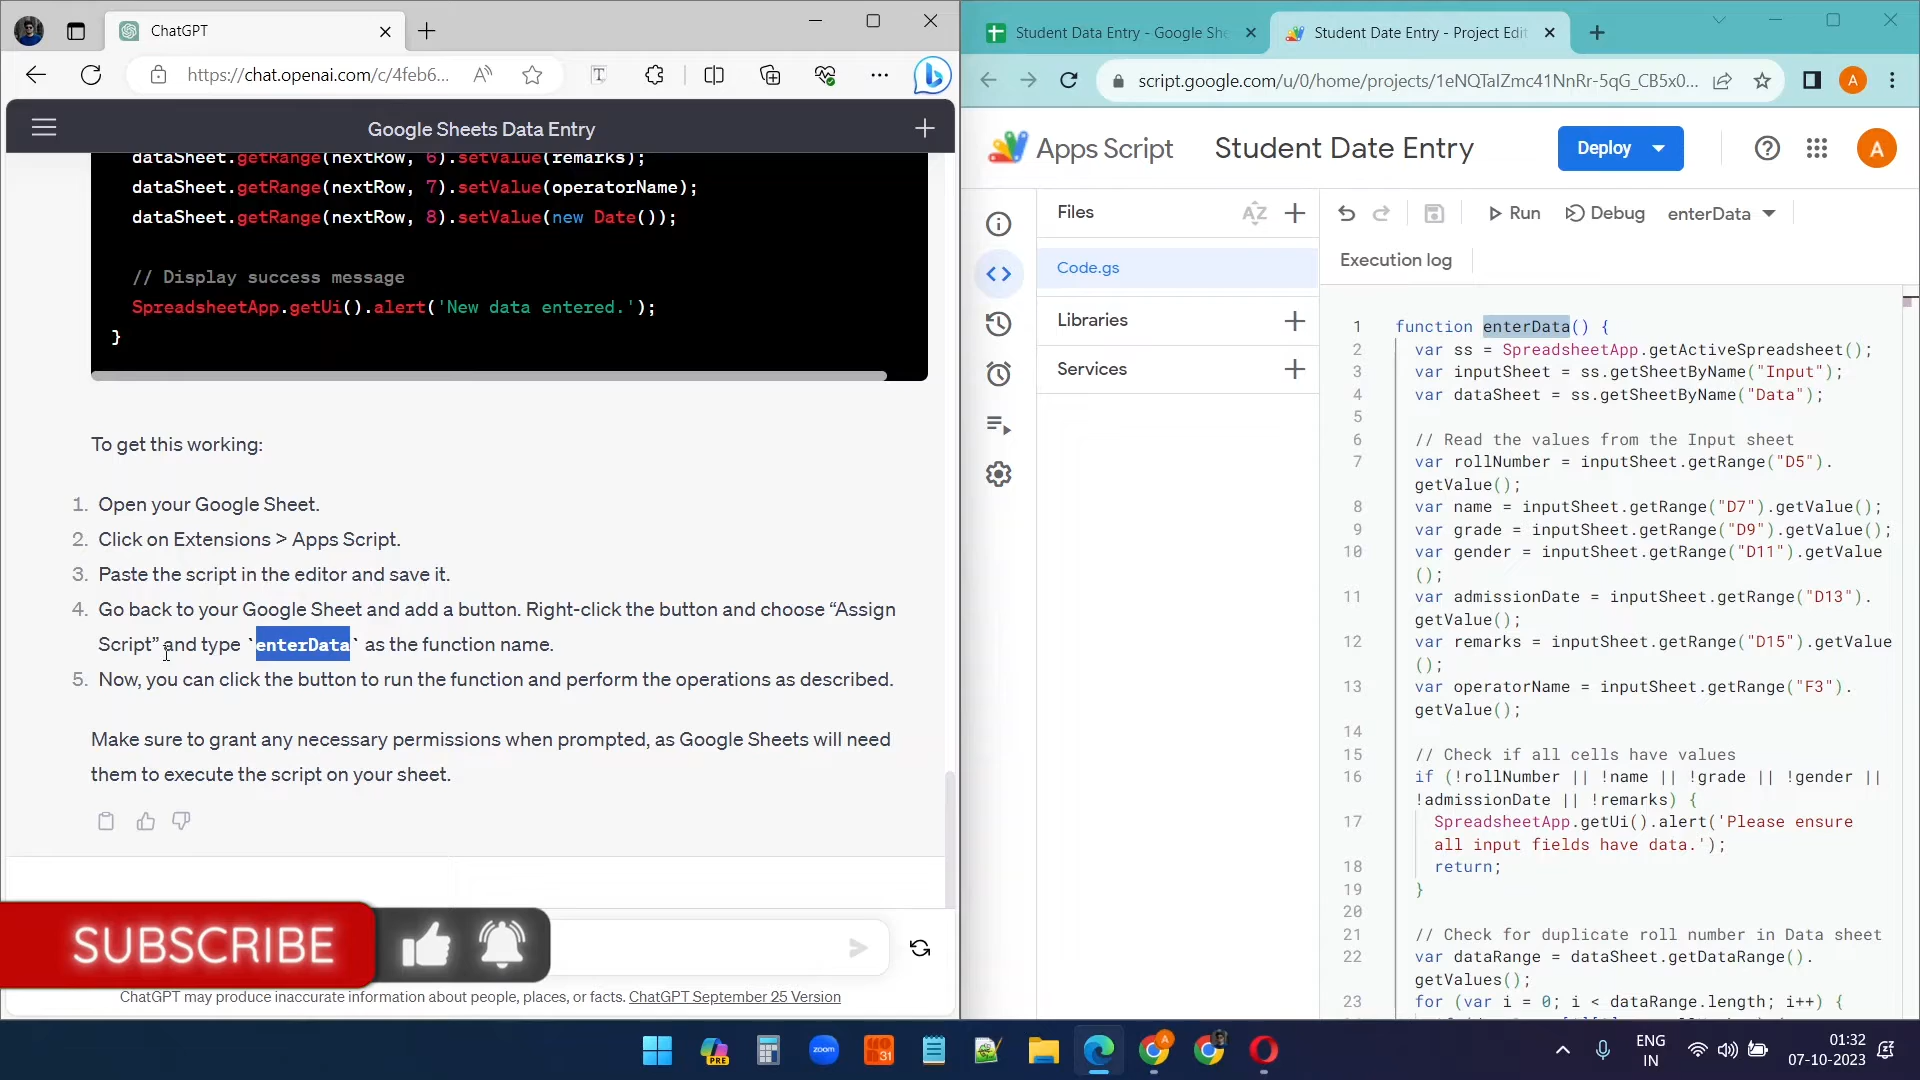 ChatGPT
https://chat.openai.com/c/4feb6...
Google Sheets Data Entry
dataSheet.getRange(nextRow, 6).setValue(remarks);
dataSheet.getRange(nextRow, 7).setValue(operatorName);
dataSheet.getRange(nextRow, 8).setValue(new Date());
// Display success message
SpreadsheetApp.getUi().alert('New data entered.');
}
To get this working:
1. Open your Google Sheet.
2. Click on Extensions > Apps Script.
3. Paste the script in the editor and save it.
4. Go back to your Google Sheet and add a button. Right-click the button and choose “Assign
Script” and type `enterData` as the function name.
5. Now, you can click the button to run the function and perform the operations as described.
Make sure to grant any necessary permissions when prompted, as Google Sheets will need
them to execute the script on your sheet.
SUBSCRIBE
ChatGPT may produce inaccurate information about people, places, or facts. ChatGPT September 25 Version
Student Data Entry - Google She
Student Date Entry - Project Edit
script.google.com/u/0/home/projects/1eNQTaIZmc41NnRr-5qG_CB5x0...
A
Apps Script
Student Date Entry
Deploy
A
Files
AZ
Run
Debug
enterData
Code.gs
Execution log
Libraries
Services
1 function enterData() {
2 var ss = SpreadsheetApp.getActiveSpreadsheet();
3 var inputSheet = ss.getSheetByName("Input");
4 var dataSheet = ss.getSheetByName("Data");
5
6 // Read the values from the Input sheet
7 var rollNumber = inputSheet.getRange("D5").
getValue();
8 var name = inputSheet.getRange("D7").getValue();
9 var grade = inputSheet.getRange("D9").getValue();
10 var gender = inputSheet.getRange("D11").getValue
();
11 var admissionDate = inputSheet.getRange("D13").
getValue();
12 var remarks = inputSheet.getRange("D15").getValue
();
13 var operatorName = inputSheet.getRange("F3").
getValue();
14
15 // Check if all cells have values
16 if (!rollNumber || !name || !grade || !gender ||
!admissionDate || !remarks) {
17 SpreadsheetApp.getUi().alert('Please ensure
all input fields have data.');
18 return;
19 }
20
21 // Check for duplicate roll number in Data sheet
22 var dataRange = dataSheet.getDataRange().
getValues();
23 for (var i = 0; i < dataRange.length; i++) {
PRE
zoom
31
A
ENG
IN
01:32
07-10-2023